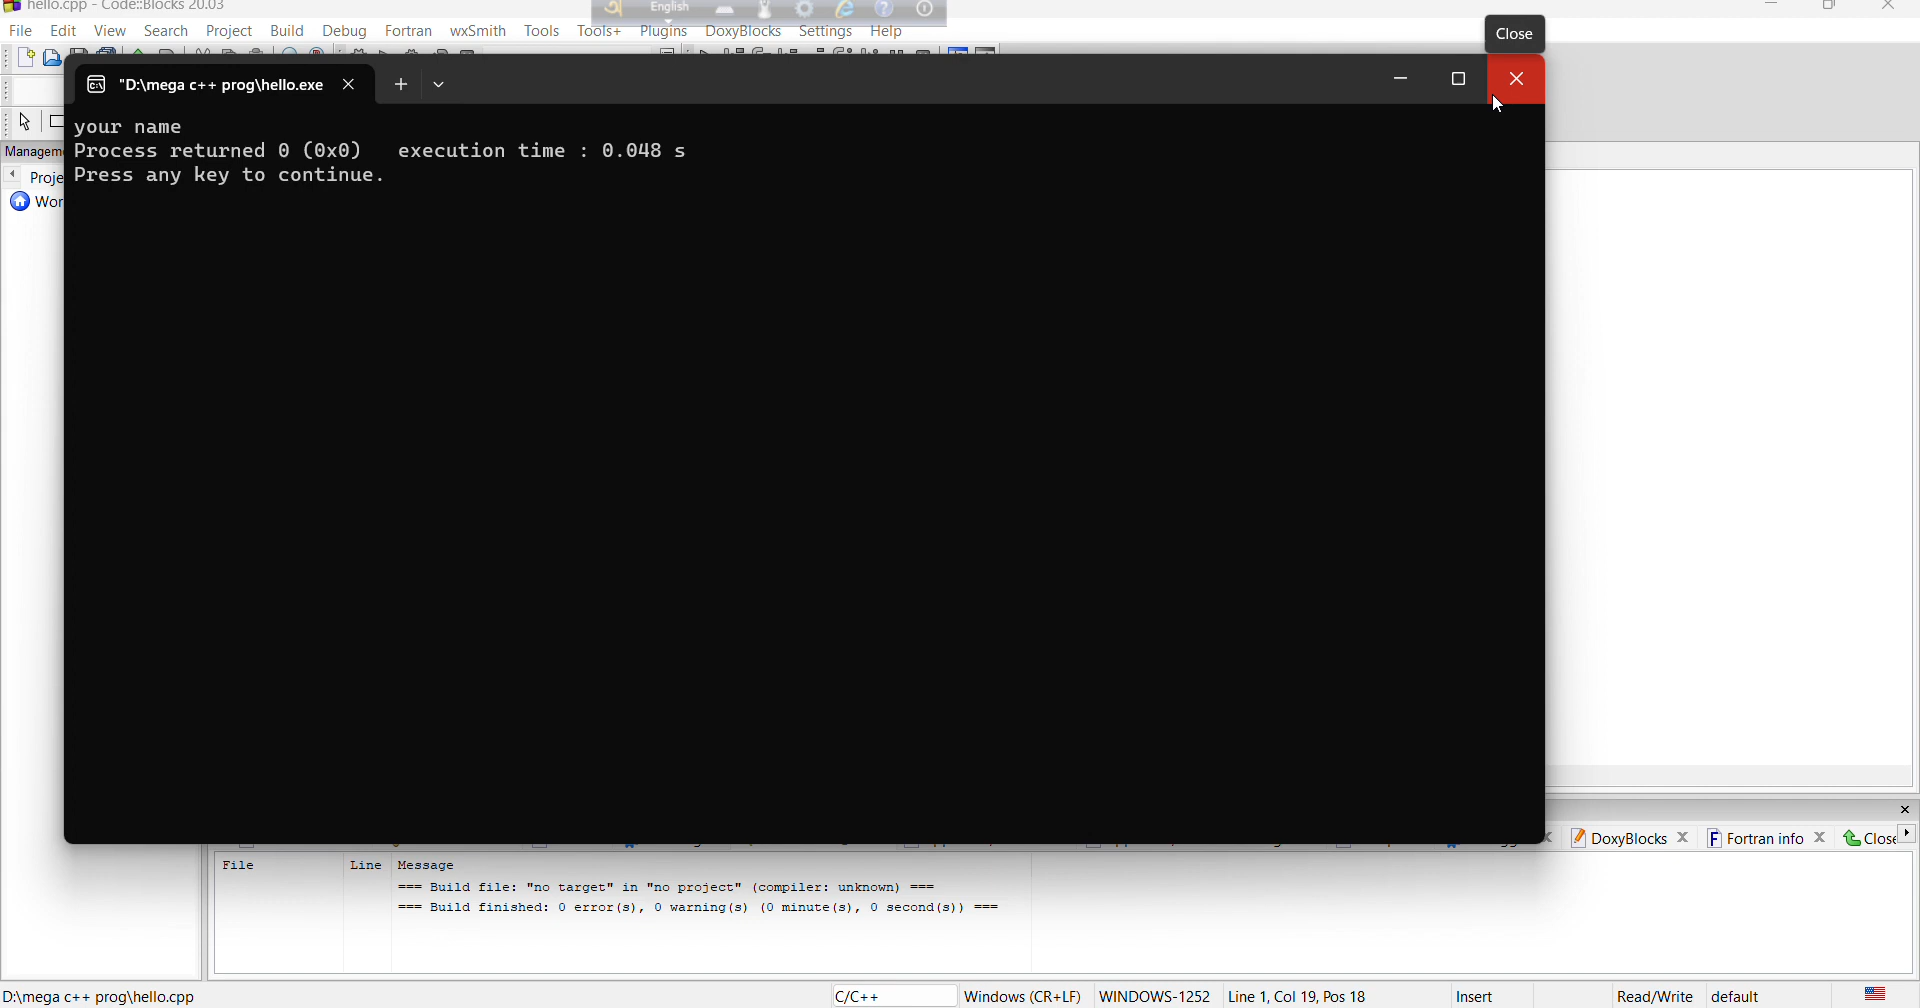 hello.cpp - Code::Blocks 20.03
English
File Edit View Search Project Build Debug Fortran wxSmith Tools Tools+ Plugins DoxyBlocks Settings Help
Close
"D:\mega c++ prog\hello.exe
your name
Process returned 0 (0x0)   execution time : 0.048 s
Press any key to continue.
DoxyBlocks Fortran info
File Line Message
=== Build file: "no target" in "no project" (compiler: unknown) ===
=== Build finished: 0 error(s), 0 warning(s) (0 minute(s), 0 second(s)) ===
D:\mega c++ prog\hello.cpp C/C++ Windows (CR+LF) WINDOWS-1252 Line 1, Col 19, Pos 18 Insert Read/Write default